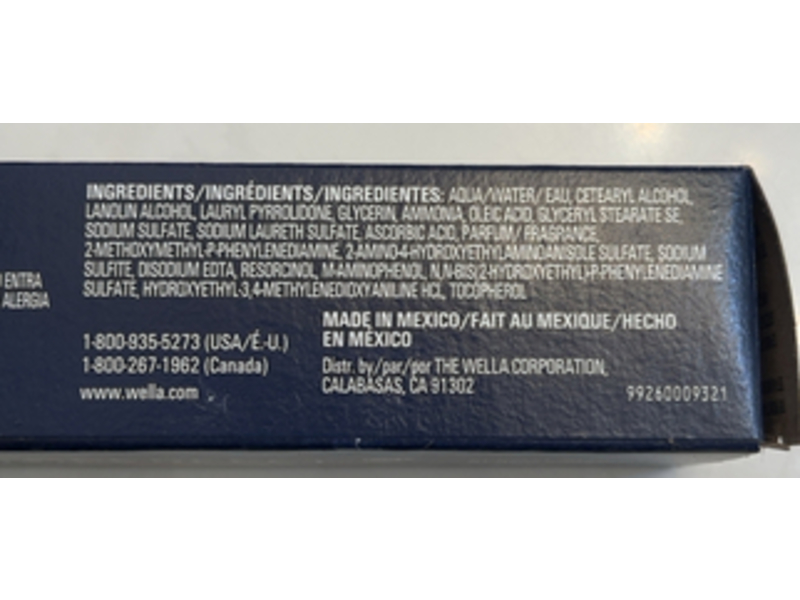 INGREDIENTS/INGRÉDIENTS/INGREDIENTES: AQUA/WATER/EAU, CETEARYL ALCOHOL,
LANOLIN ALCOHOL, LAURYL PYRROLIDONE, GLYCERIN, AMMONIA, OLEIC ACID, GLYCERYL STEARATE SE,
SODIUM SULFATE, SODIUM LAURETH SULFATE, ASCORBIC ACID, PARFUM/FRAGRANCE,
2-METHOXYMETHYL-P-PHENYLENEDIAMINE, 2-AMINO-4-HYDROXYETHYLAMINOANISOLE SULFATE, SODIUM
SULFITE, DISODIUM EDTA, RESORCINOL, M-AMINOPHENOL, N,N-BIS(2-HYDROXYETHYL)-P-PHENYLENEDIAMINE
SULFATE, HYDROXYETHYL-3,4-METHYLENEDIOXYANILINE HCL, TOCOPHEROL
ENTRA
ALERGIA
MADE IN MEXICO/FAIT AU MEXIQUE/HECHO
EN MÉXICO
1-800-935-5273 (USA/É.-U.)
1-800-267-1962 (Canada)
www.wella.com
Distr. by/par/por THE WELLA CORPORATION,
CALABASAS, CA 91302
99260009321